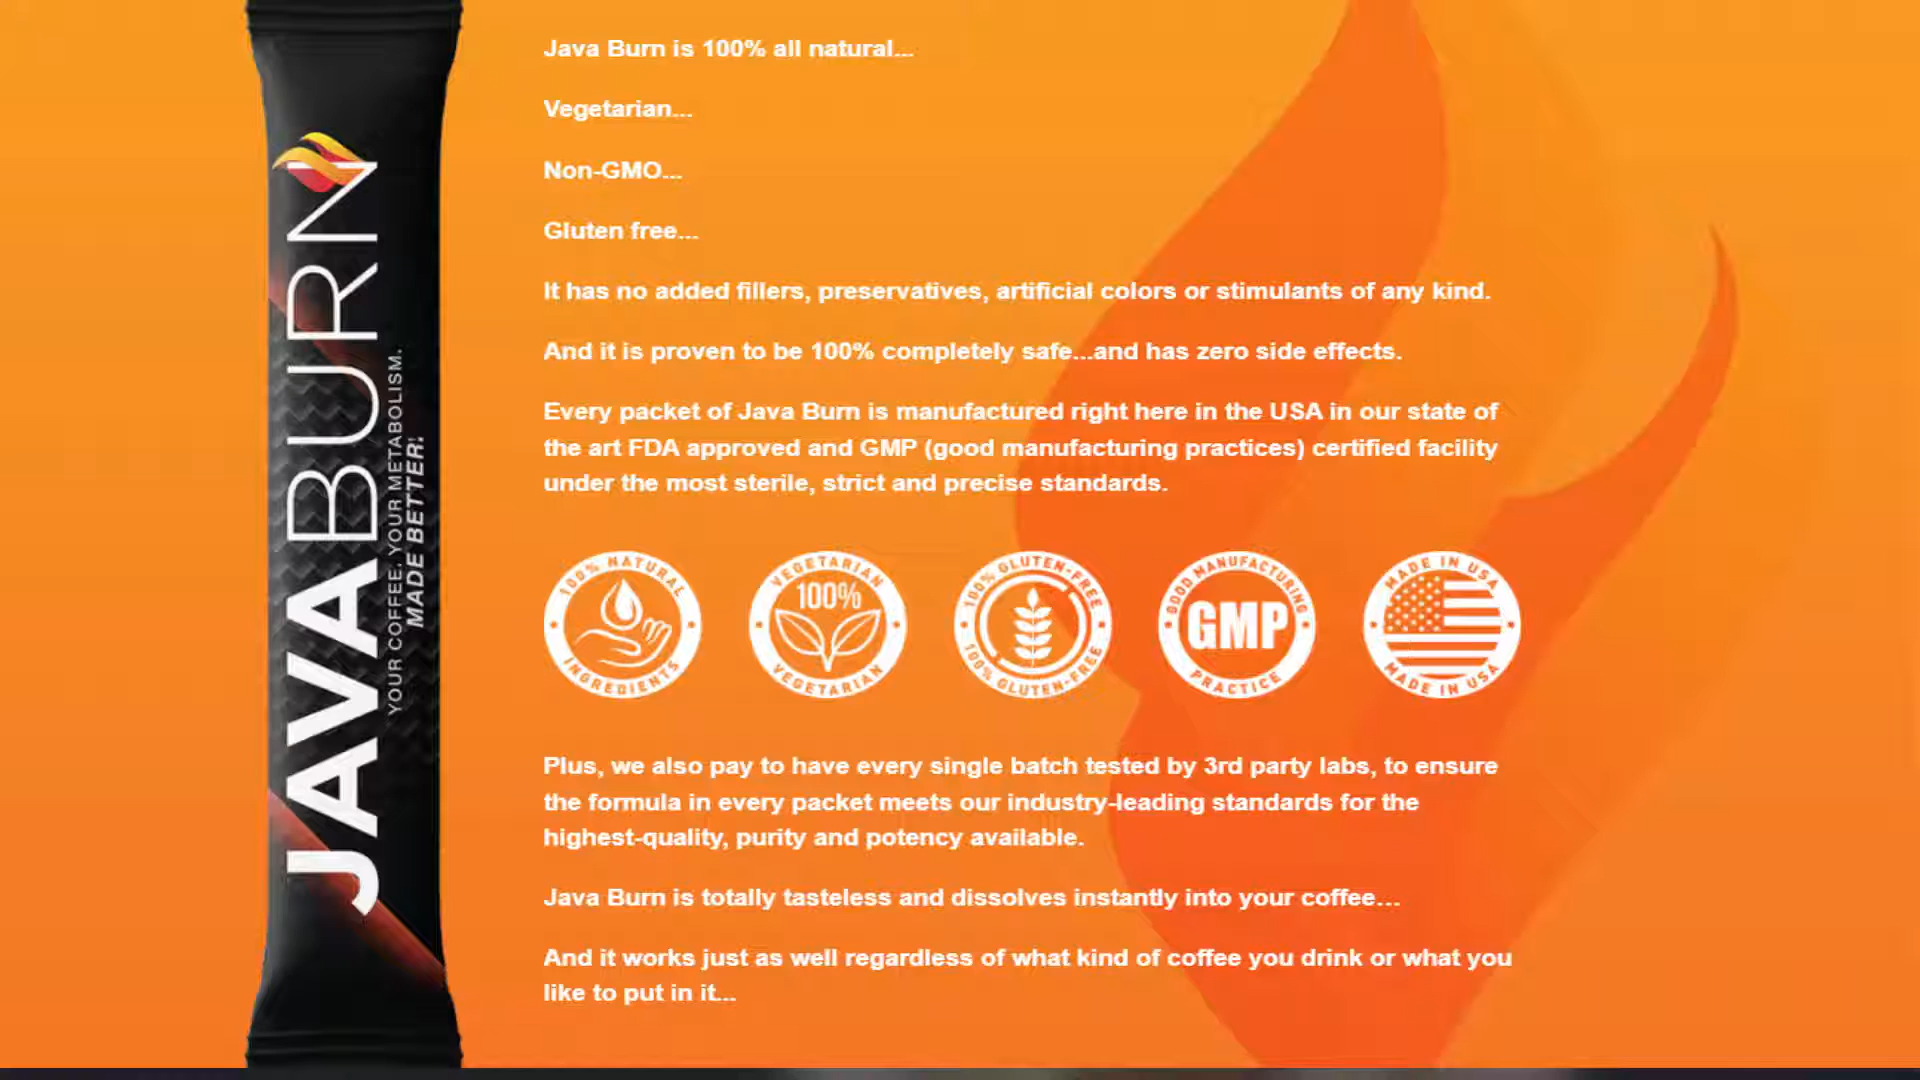 Java Burn is 100% all natural...
Vegetarian...
Non-GMO...
Gluten free...
It has no added fillers, preservatives, artificial colors or stimulants of any kind.
And it is proven to be 100% completely safe...and has zero side effects.
Every packet of Java Burn is manufactured right here in the USA in our state of
the art FDA approved and GMP (good manufacturing practices) certified facility
under the most sterile, strict and precise standards.
100% NATURAL
INGREDIENTS
VEGETARIAN
100%
VEGETARIAN
100% GLUTEN-FREE
100% GLUTEN-FREE
GOOD MANUFACTURING
GMP
PRACTICE
MADE IN USA
MADE IN USA
Plus, we also pay to have every single batch tested by 3rd party labs, to ensure
the formula in every packet meets our industry-leading standards for the
highest-quality, purity and potency available.
Java Burn is totally tasteless and dissolves instantly into your coffee...
And it works just as well regardless of what kind of coffee you drink or what you
like to put in it...
JAVABURN
YOUR COFFEE. YOUR METABOLISM.
MADE BETTER!